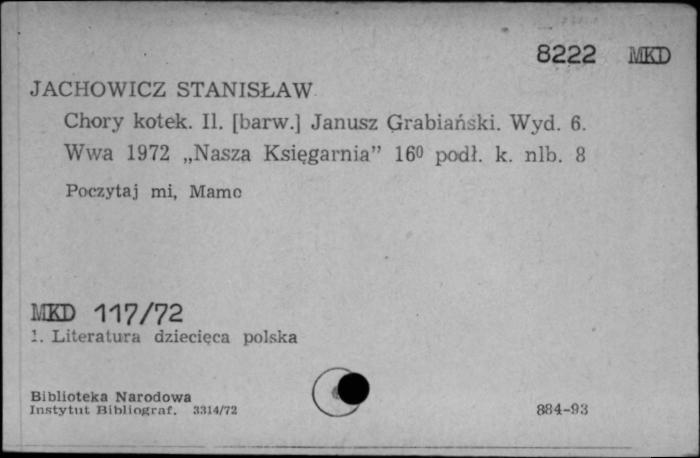 8222 MKD
JACHOWICZ STANISŁAW
Chory kotek. Il. [barw.] Janusz Grabiański. Wyd. 6.
Wwa 1972 „Nasza Księgarnia” 16⁰ podł. k. nlb. 8
Poczytaj mi, Mamo
MKD 117/72
1. Literatura dziecięca polska
Biblioteka Narodowa
Instytut Bibliograf. 3314/72
884-93